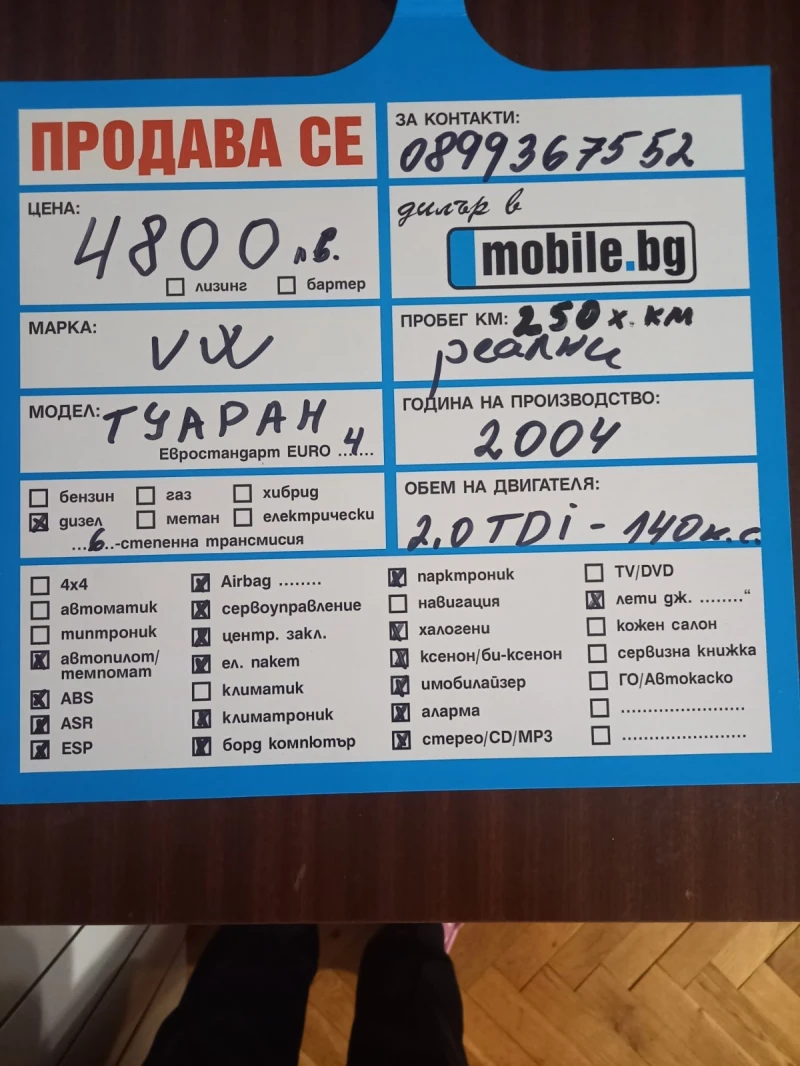 ПРОДАВА СЕ
ЗА КОНТАКТИ:
0899367552
ЦЕНА:
4800 лв.
лизинг
бартер
дилър в
mobile.bg
МАРКА:
VW
ПРОБЕГ КМ: 250 х. км
реални
МОДЕЛ: ТУАРАН
Евростандарт EURO ...4...
ГОДИНА НА ПРОИЗВОДСТВО:
2004
бензин
газ
хибрид
дизел
метан
електрически
...6..-степенна трансмисия
ОБЕМ НА ДВИГАТЕЛЯ:
2.0 TDi - 140 к.с.
4x4
автоматик
типтроник
автопилот/
темпомат
ABS
ASR
ESP
Airbag ........
сервоуправление
центр. закл.
ел. пакет
климатик
климатроник
борд компютър
парктроник
навигация
халогени
ксенон/би-ксенон
имобилайзер
аларма
стерео/CD/MP3
TV/DVD
лети дж. ........“
кожен салон
сервизна книжка
ГО/Автокаско
.......................
.......................